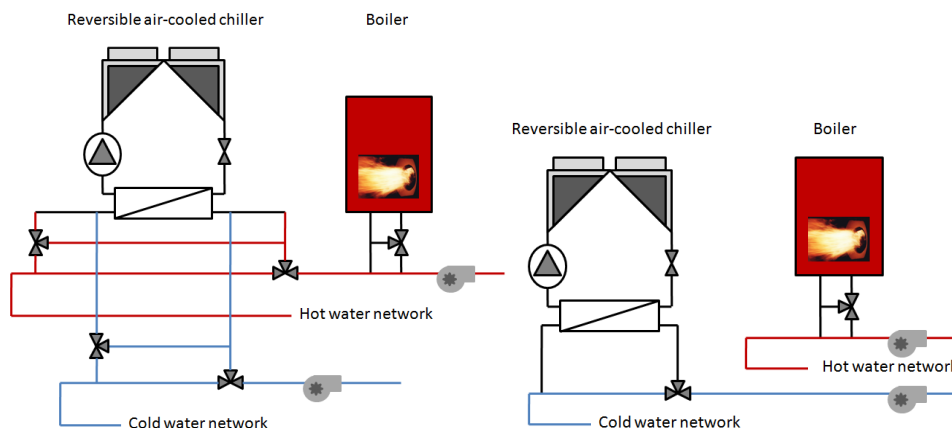 Reversible air-cooled chiller
Boiler
Hot water network
Cold water network
Reversible air-cooled chiller
Boiler
Hot water network
Cold water network